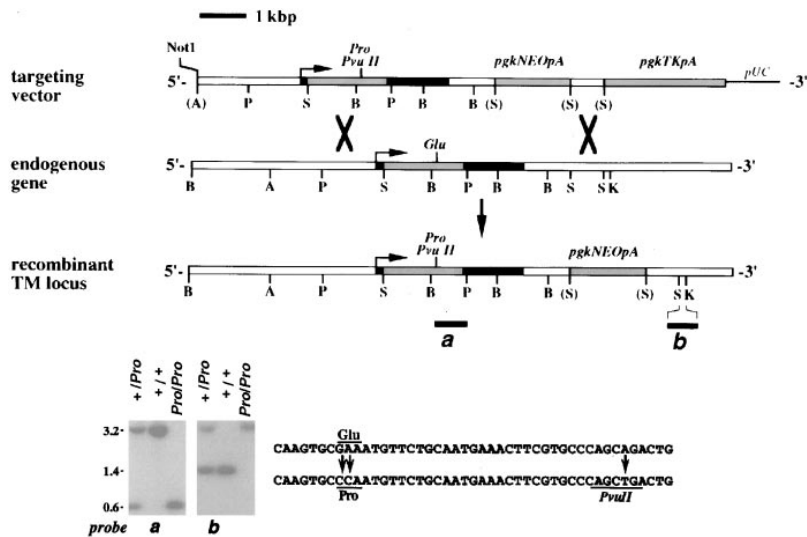 1 kbp
Pro
Not1 Pvu II pgkNEOpA pgkTKpA
pUC
targeting vector 5'- -3'
(A) P S B P B B (S) (S) (S)
X X
Glu
endogenous gene 5'- -3'
B A P S B P B B S S K
Pro
Pvu II pgkNEOpA
recombinant TM locus 5'- -3'
B A P S B P B B (S) (S) S K
a b
+/Pro +/+ Pro/Pro +/Pro +/+ Pro/Pro
3.2-
1.4-
0.6-
probe a b
Glu
CAAGTGCGAAATGTTCTGCAATGAAACTTCGTGCCCAGCAGACTG
CAAGTGCCCAATGTTCTGCAATGAAACTTCGTGCCCAGCTGACTG
Pro PvuII